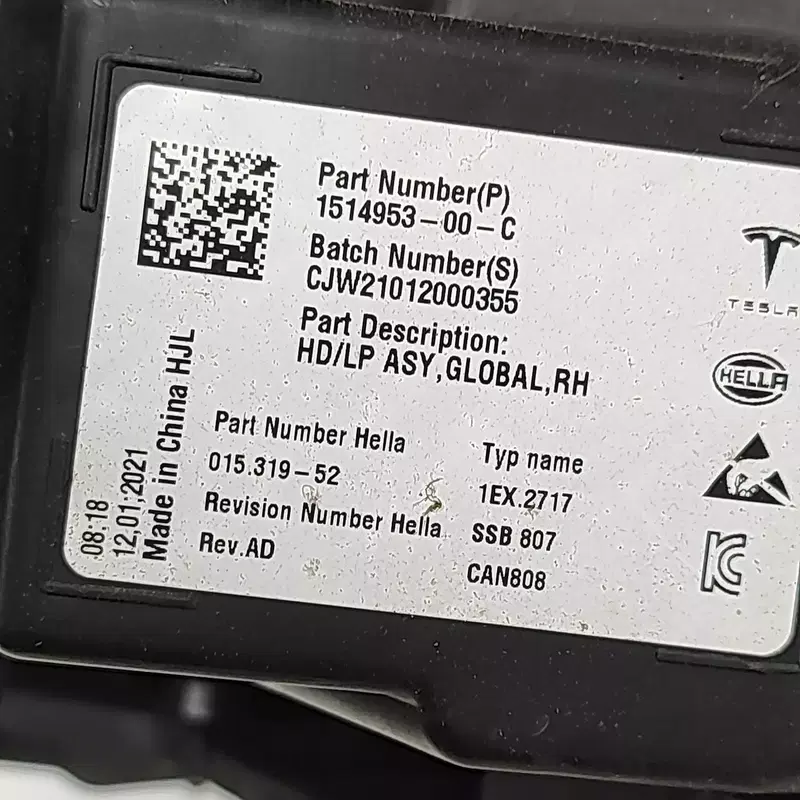 Part Number(P)
1514953-00-C
Batch Number(S)
CJW21012000355
Part Description:
HD/LP ASY,GLOBAL,RH
TESLA
HELLA
Part Number Hella
015.319-52
Revision Number Hella
Rev.AD
Typ name
1EX.2717
SSB 807
CAN808
08:18
12,01,2021
Made in China HJL